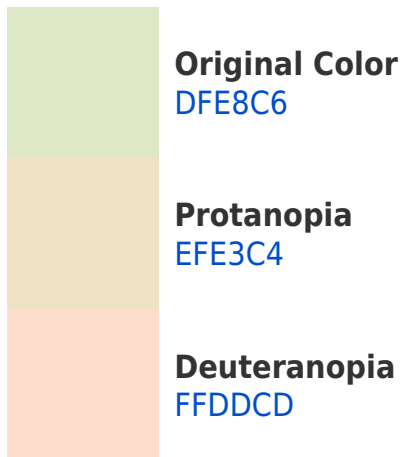 Original Color
DFE8C6
Protanopia
EFE3C4
Deuteranopia
FFDDCD